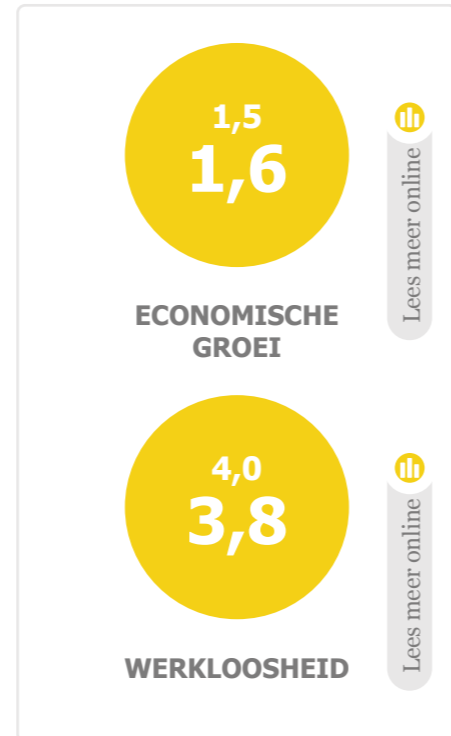 1,5
1,6
Lees meer online
ECONOMISCHE
GROEI
4,0
3,8
Lees meer online
WERKLOOSHEID